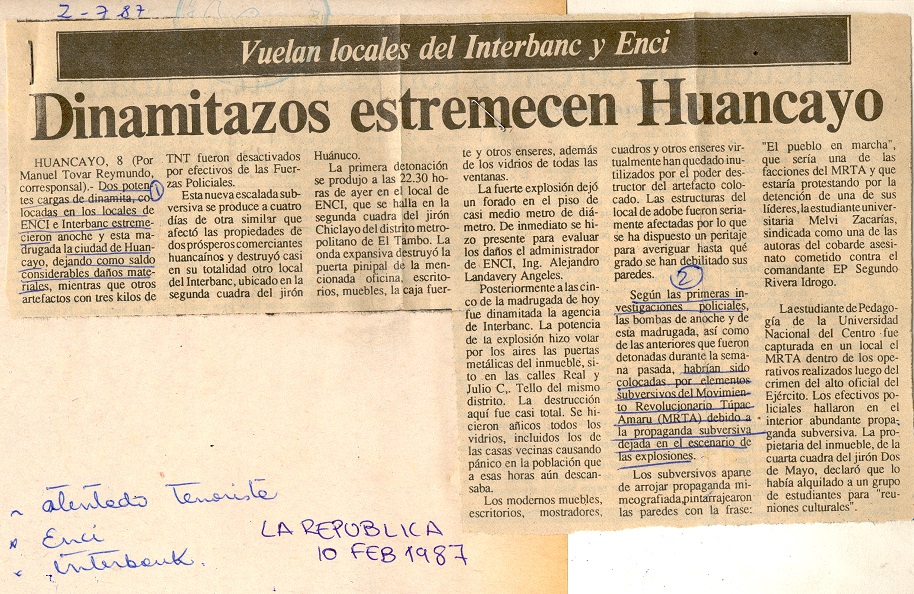 2-7 87
Vuelan locales del Interbanc y Enci
Dinamitazos estremecen Huancayo
HUANCAYO, 8 (Por
Manuel Tovar Reymundo,
corresponsal).- Dos poten-
tes cargas de dinamita, co-
locadas en los locales de
ENCI e Interbanc estreme-
cieron anoche y esta ma-
drugada la ciudad de Huan-
cayo, dejando como saldo
considerables daños mate-
riales, mientras que otros
artefactos con tres kilos de
1
TNT fueron desactivados
por efectivos de las Fuer-
zas Policiales.
Esta nueva escalada sub-
versiva se produce a cuatro
días de otra similar que
afectó las propiedades de
dos prósperos comerciantes
huancaínos y destruyó casi
en su totalidad otro local
del Interbanc, ubicado en la
segunda cuadra del jirón
Huánuco.
La primera detonación
se produjo a las 22.30 ho-
ras de ayer en el local de
ENCI, que se halla en la
segunda cuadra del jirón
Chiclayo del distrito metro-
politano de El Tambo. La
onda expansiva destruyó la
puerta pinipal de la men-
cionada oficina, escrito-
rios, muebles, la caja fuer-
te y otros enseres, además
de los vidrios de todas las
ventanas.
La fuerte explosión dejó
un forado en el piso de
casi medio metro de diá-
metro. De inmediato se hi-
zo presente para evaluar
los daños el administrador
de ENCI, Ing. Alejandro
Landavery Angeles.
Posteriormente a las cin-
co de la madrugada de hoy
fue dinamitada la agencia
de Interbanc. La potencia
de la explosión hizo volar
por los aires las puertas
metálicas del inmueble, si-
to en las calles Real y
Julio C,. Tello del mismo
distrito. La destrucción
aquí fue casi total. Se hi-
cieron añicos todos los
vidrios, incluidos los de
las casas vecinas causando
pánico en la población que
a esas horas aún descan-
saba.
Los modernos muebles,
escritorios, mostradores,
cuadros y otros enseres vir-
tualmente han quedado inu-
utilizados por el poder des-
tructor del artefacto colo-
cado. Las estructuras del
local de adobe fueron seria-
mente afectadas por lo que
se ha dispuesto un peritaje
para averiguar hasta qué
grado se han debilitado sus
paredes.
2
Según las primeras in-
vestigaciones policiales,
las bombas de anoche y de
esta madrugada, así como
de las anteriores que fueron
detonadas durante la sema-
na pasada, habrían sido
colocadas por elementos
subversivos del Movimien-
to Revolucionario Túpac
Amaru (MRTA) debido a
la propaganda subversiva
dejada en el escenario de
las explosiones.
Los subversivos aparte
de arrojar propaganda mi-
meografiada, pintarrajearon
las paredes con la frase:
"El pueblo en marcha",
que sería una de las
facciones del MRTA y que
estaría protestando por la
detención de una de sus
líderes, la estudiante univer-
sitaria Melvi Zacarías,
sindicada como una de las
autoras del cobarde asesi-
nato cometido contra el
comandante EP Segundo
Rivera Idrogo.
La estudiante de Pedago-
gía de la Universidad
Nacional del Centro fue
capturada en un local el
MRTA dentro de los ope-
rativos realizados luego del
crimen del alto oficial del
Ejército. Los efectivos po-
liciales hallaron en el
interior abundante propa-
ganda subversiva. La pro-
pietaria del inmueble, de
la cuarta cuadra del jirón Dos
de Mayo, declaró que lo
había alquilado a un grupo
de estudiantes para "reu-
niones culturales".
- atentado terrorista
* Enci
- Interbank.
LA REPUBLICA
10 FEB 1987